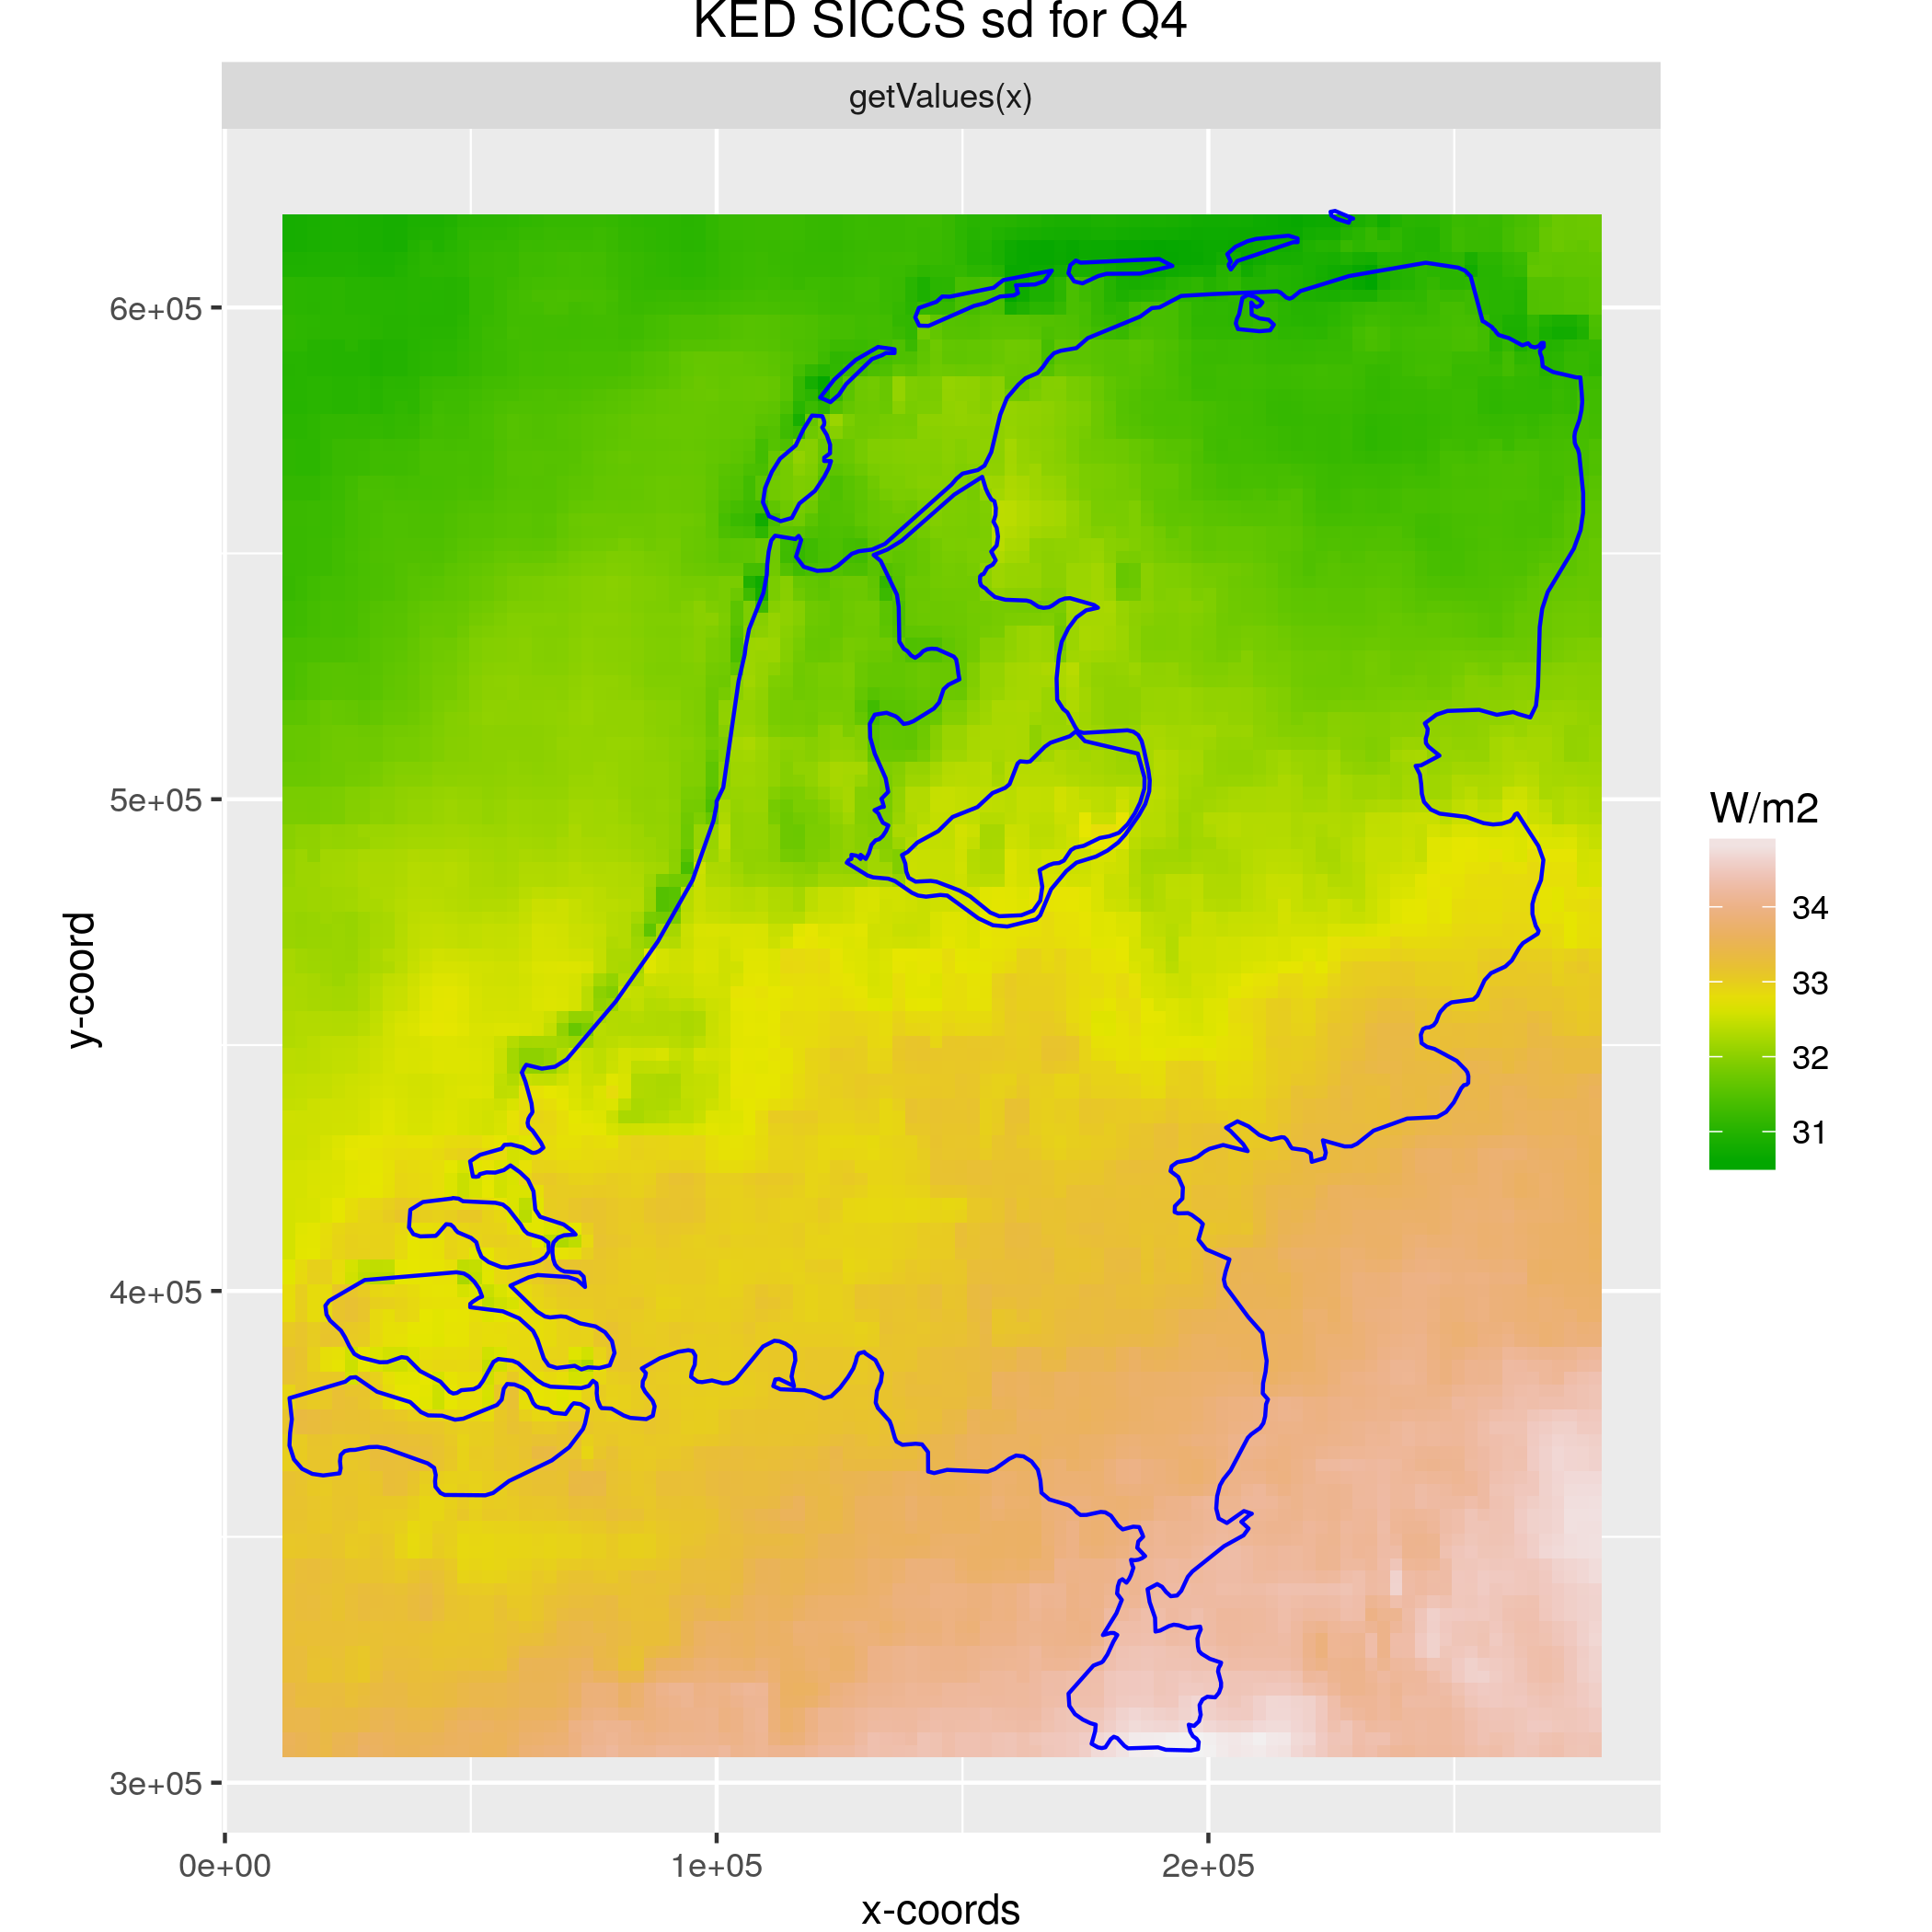 KED SICCS sd for Q4
getValues(x)
6e+05
5e+05
4e+05
3e+05
y-coord
0e+00
1e+05
2e+05
x-coords
W/m2
34
33
32
31